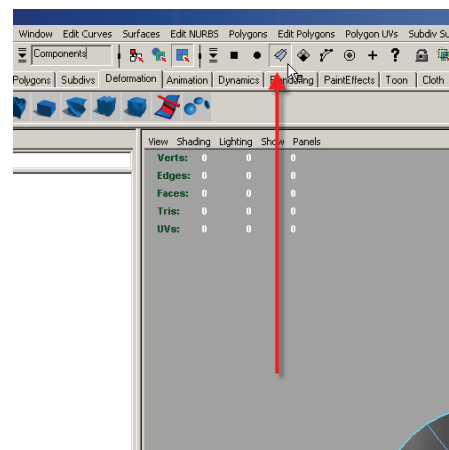 Window Edit Curves Surfaces Edit NURBS Polygons Edit Polygons Polygon UVs Subdiv Su
Components ?
Polygons Subdivs Deformation Animation Dynamics PaintEffects Toon Cloth
View Shading Lighting Show Panels
Verts: 0 0 0
Edges: 0 0 0
Faces: 0 0 0
Tris: 0 0 0
UVs: 0 0 0